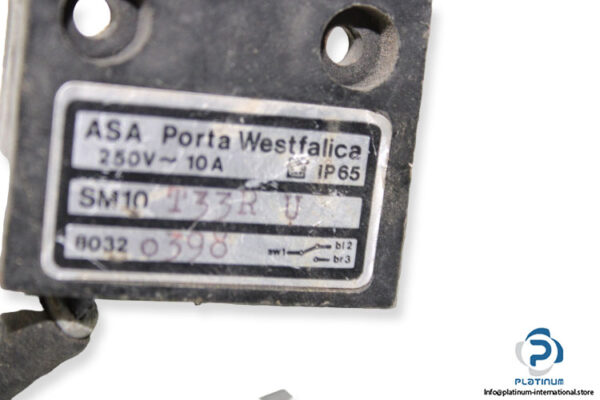 ASA Porta Westfalica
250V~ 10A IP65
SM10 T33R U
8032 0398
sw1 bl2
br3
PLATINUM
Info@platinum-international.store